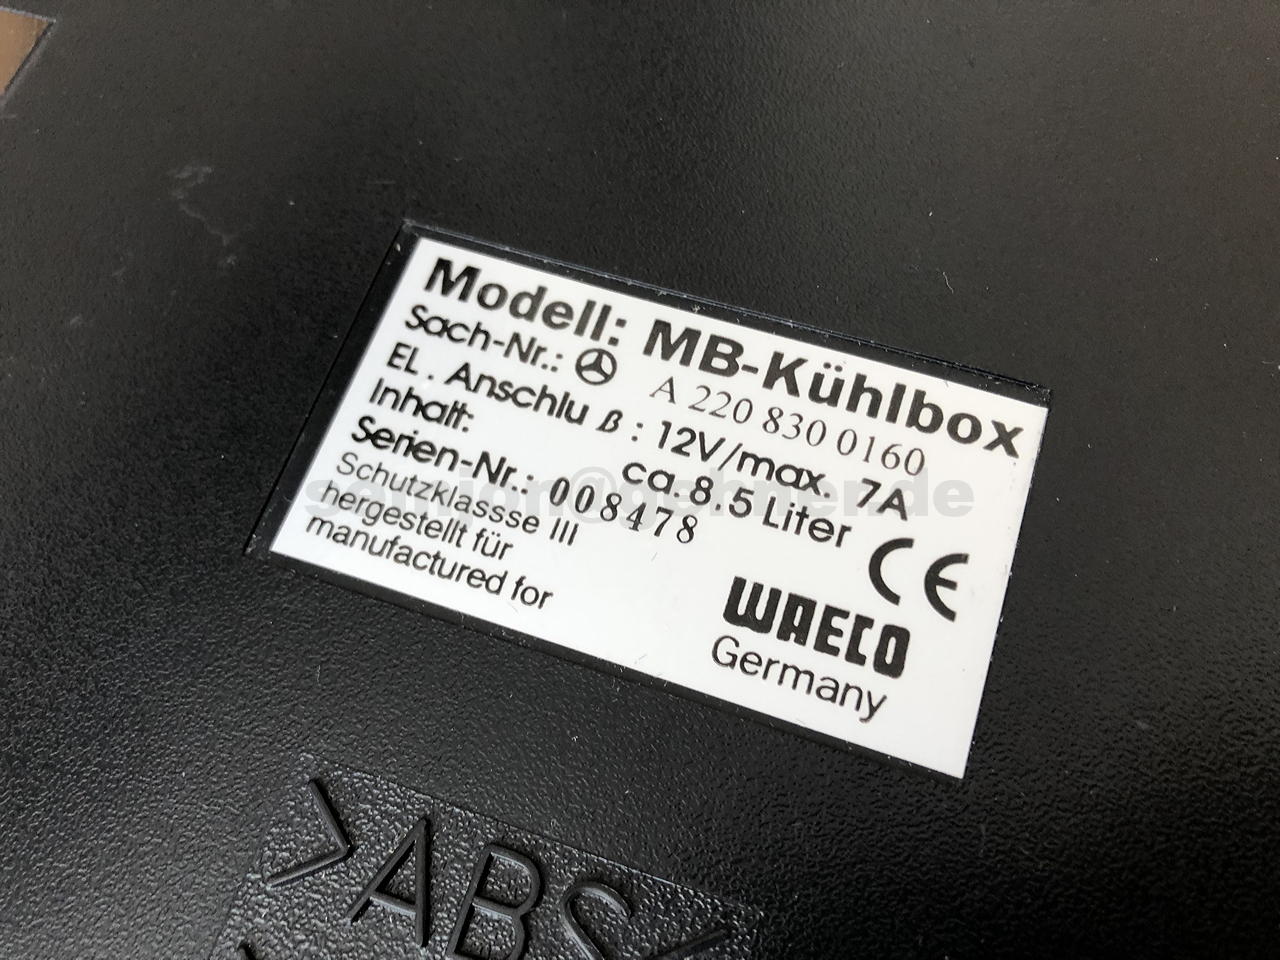 Modell: MB-Kühlbox
Sach-Nr.: A 220 830 0160
EL. Anschlu ß : 12V/max. 7A
Inhalt: ca. 8.5 Liter
Serien-Nr.: 008478
Schutzklassse III
hergestellt für
manufactured for
CE
WAECO
Germany
>ABS<